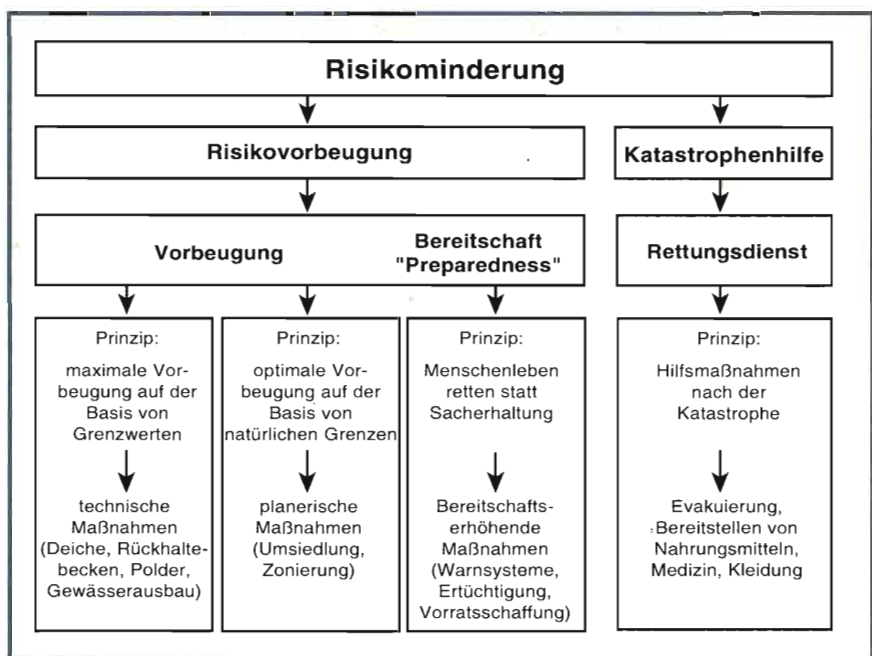 Risikominderung
Risikovorbeugung
Katastrophenhilfe
Vorbeugung
Bereitschaft
"Preparedness"
Rettungsdienst
Prinzip:
maximale Vor-
beugung auf der
Basis von
Grenzwerten
technische
Maßnahmen
(Deiche, Rückhalte-
becken, Polder,
Gewässerausbau)
Prinzip:
optimale Vor-
beugung auf der
Basis von
natürlichen Grenzen
planerische
Maßnahmen
(Umsiedlung,
Zonierung)
Prinzip:
Menschenleben
retten statt
Sacherhaltung
Bereitschafts-
erhöhende
Maßnahmen
(Warnsysteme,
Ertüchtigung,
Vorratsschaffung)
Prinzip:
Hilfsmaßnahmen
nach der
Katastrophe
Evakuierung,
Bereitstellen von
Nahrungsmitteln,
Medizin, Kleidung